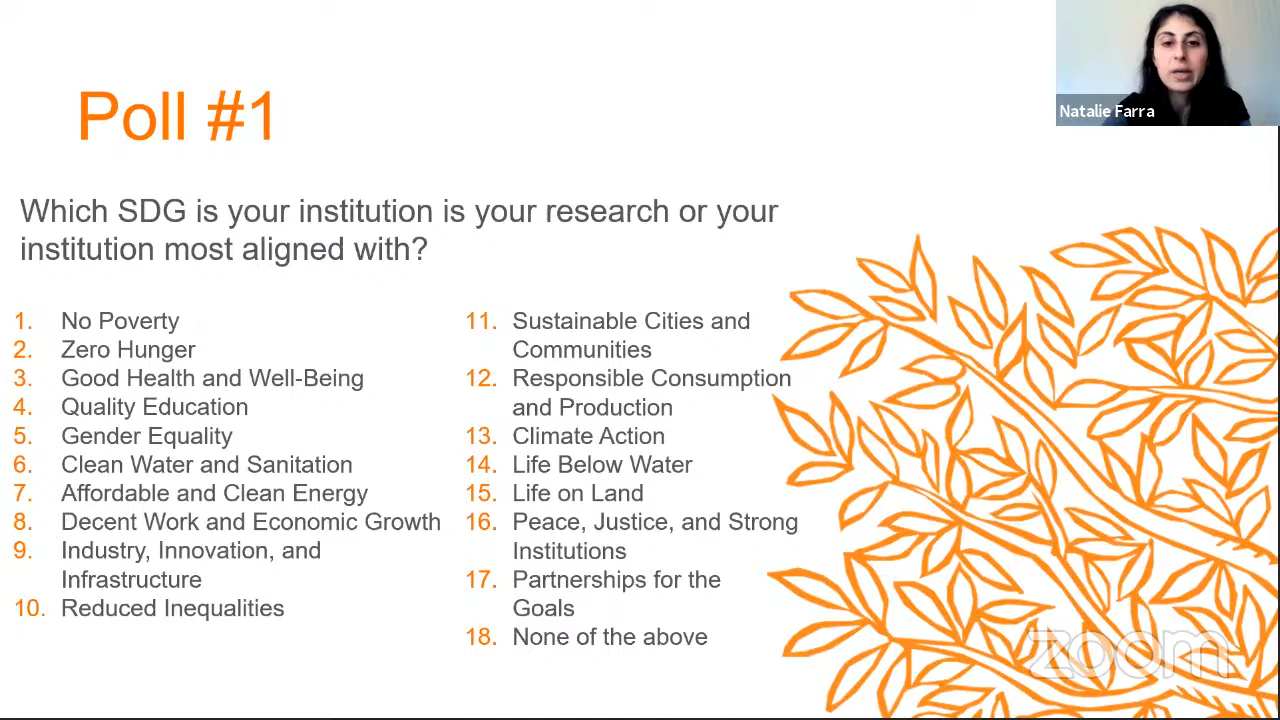 Poll #1
Natalie Farra
Which SDG is your institution is your research or your
institution most aligned with?
1. No Poverty
2. Zero Hunger
3. Good Health and Well-Being
4. Quality Education
5. Gender Equality
6. Clean Water and Sanitation
7. Affordable and Clean Energy
8. Decent Work and Economic Growth
9. Industry, Innovation, and
Infrastructure
10. Reduced Inequalities
11. Sustainable Cities and
Communities
12. Responsible Consumption
and Production
13. Climate Action
14. Life Below Water
15. Life on Land
16. Peace, Justice, and Strong
Institutions
17. Partnerships for the
Goals
18. None of the above
zoom